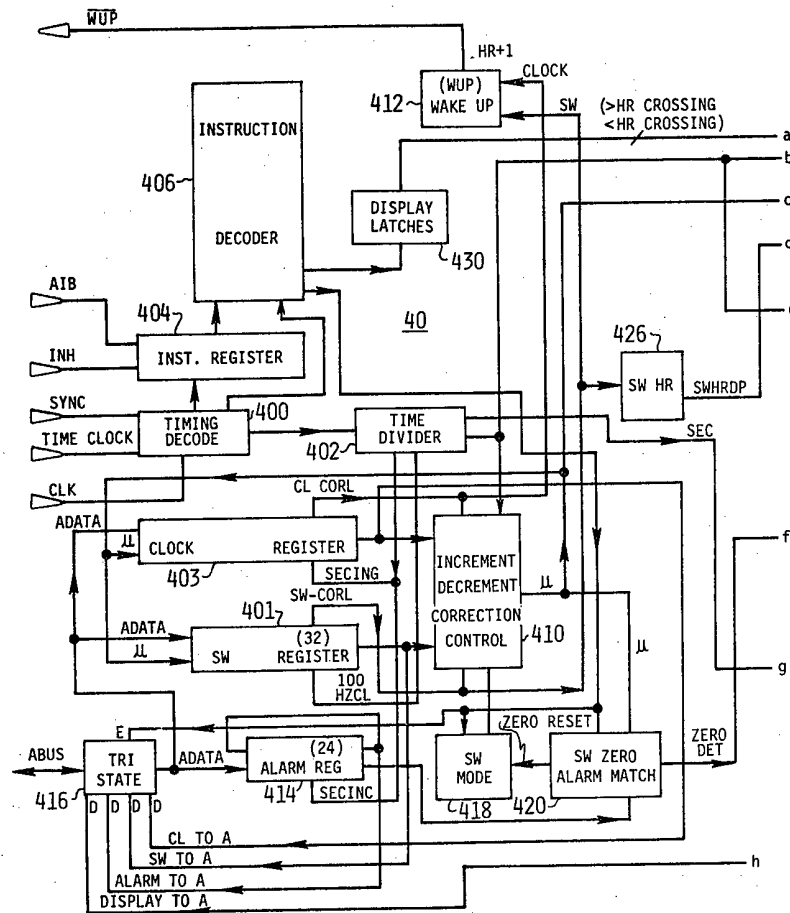 WUP
HR+1
CLOCK
(WUP)
WAKE UP
412
SW
(>HR CROSSING
<HR CROSSING)
a
b
INSTRUCTION
DECODER
406
DISPLAY
LATCHES
430
c
d
e
AIB
404
INST. REGISTER
INH
40
426
SW HR
SWHRDP
SYNC
TIMING
DECODE
400
TIME
DIVIDER
402
TIME CLOCK
SEC
CLK
CL CORL
ADATA
μ
CLOCK REGISTER
403
SECING
INCREMENT
DECREMENT
CORRECTION
CONTROL
410
μ
f
SW-CORL
401
(32)
SW REGISTER
ADATA
μ
μ
100
HZCL
g
E
ZERO RESET
ZERO
DET
ABUS
TRI
STATE
416
ADATA
(24)
ALARM REG
414
SECINC
SW
MODE
418
SW ZERO
ALARM MATCH
420
D D D D
CL TO A
SW TO A
ALARM TO A
DISPLAY TO A
h